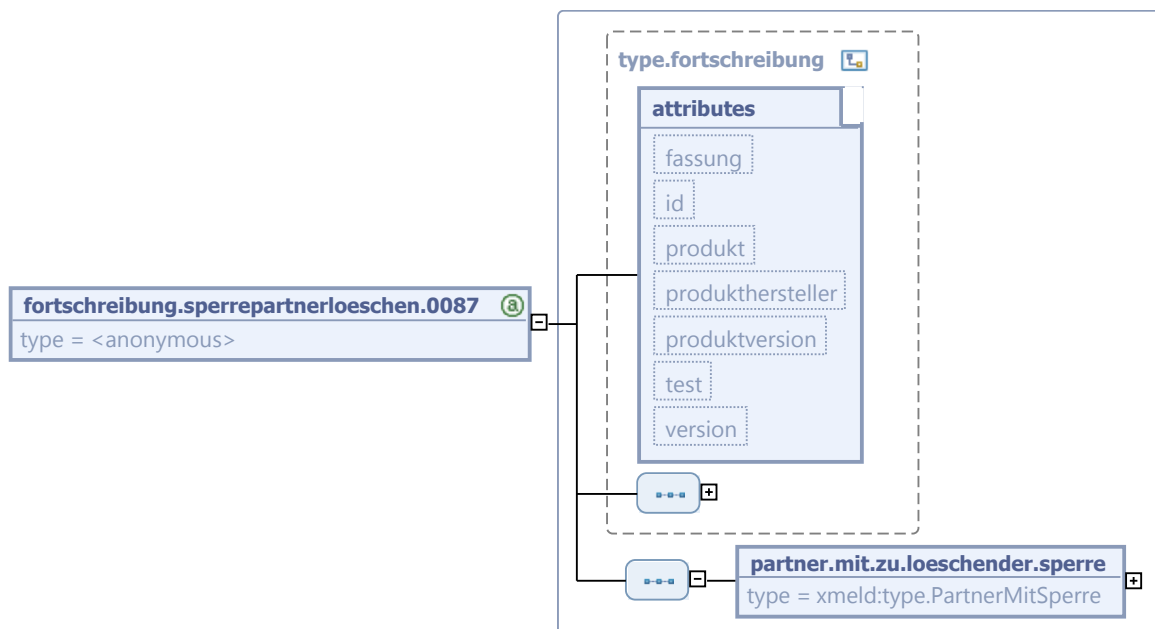 type.fortschreibung
attributes
fassung
id
produkt
produkthersteller
produktversion
test
version
fortschreibung.sperrepartnerloeschen.0087
type = <anonymous>
partner.mit.zu.loeschender.sperre
type = xmeld:type.PartnerMitSperre